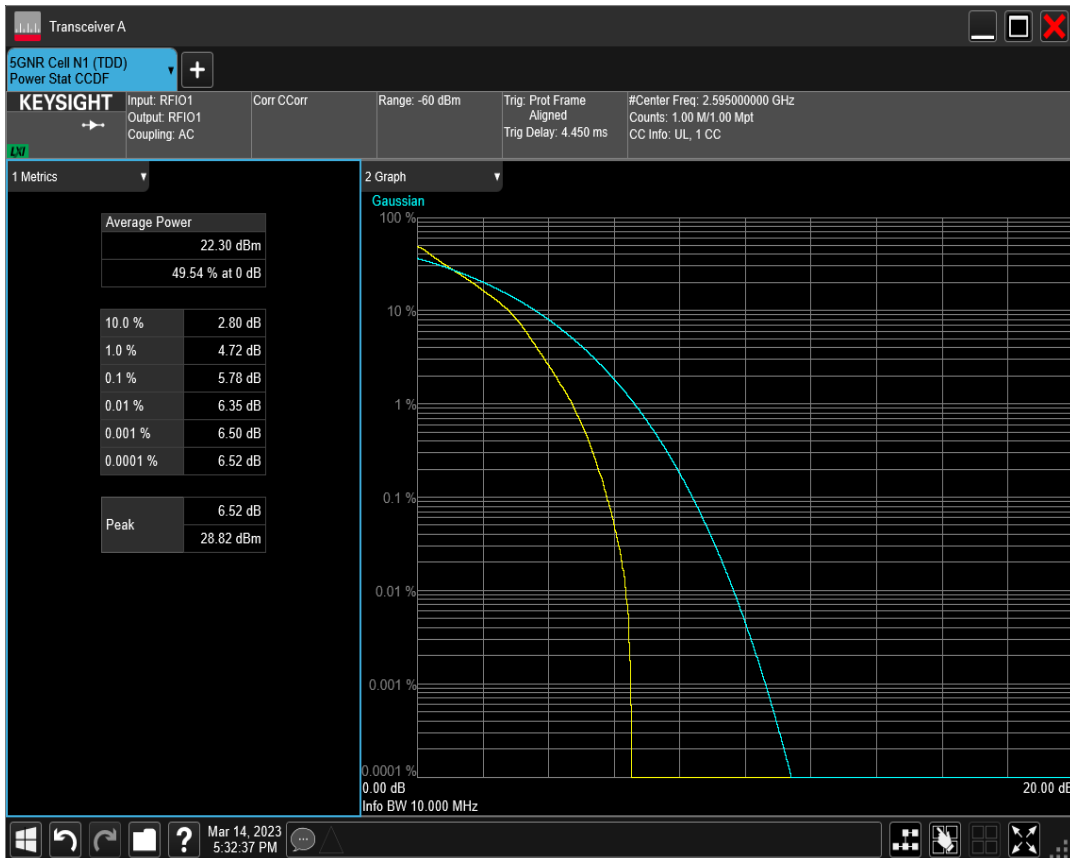 Transceiver A
5GNR Cell N1 (TDD)
Power Stat CCDF
+
KEYSIGHT
LXI
Input: RFIO1
Output: RFIO1
Coupling: AC
Corr CCorr
Range: -60 dBm
Trig: Prot Frame
Aligned
Trig Delay: 4.450 ms
#Center Freq: 2.595000000 GHz
Counts: 1.00 M/1.00 Mpt
CC Info: UL, 1 CC
1 Metrics
Average Power
22.30 dBm
49.54 % at 0 dB
10.0 % 2.80 dB
1.0 % 4.72 dB
0.1 % 5.78 dB
0.01 % 6.35 dB
0.001 % 6.50 dB
0.0001 % 6.52 dB
Peak
6.52 dB
28.82 dBm
2 Graph
Gaussian
100 %
10 %
1 %
0.1 %
0.01 %
0.001 %
0.0001 %
0.00 dB 20.00 dB
Info BW 10.000 MHz
?
Mar 14, 2023
5:32:37 PM